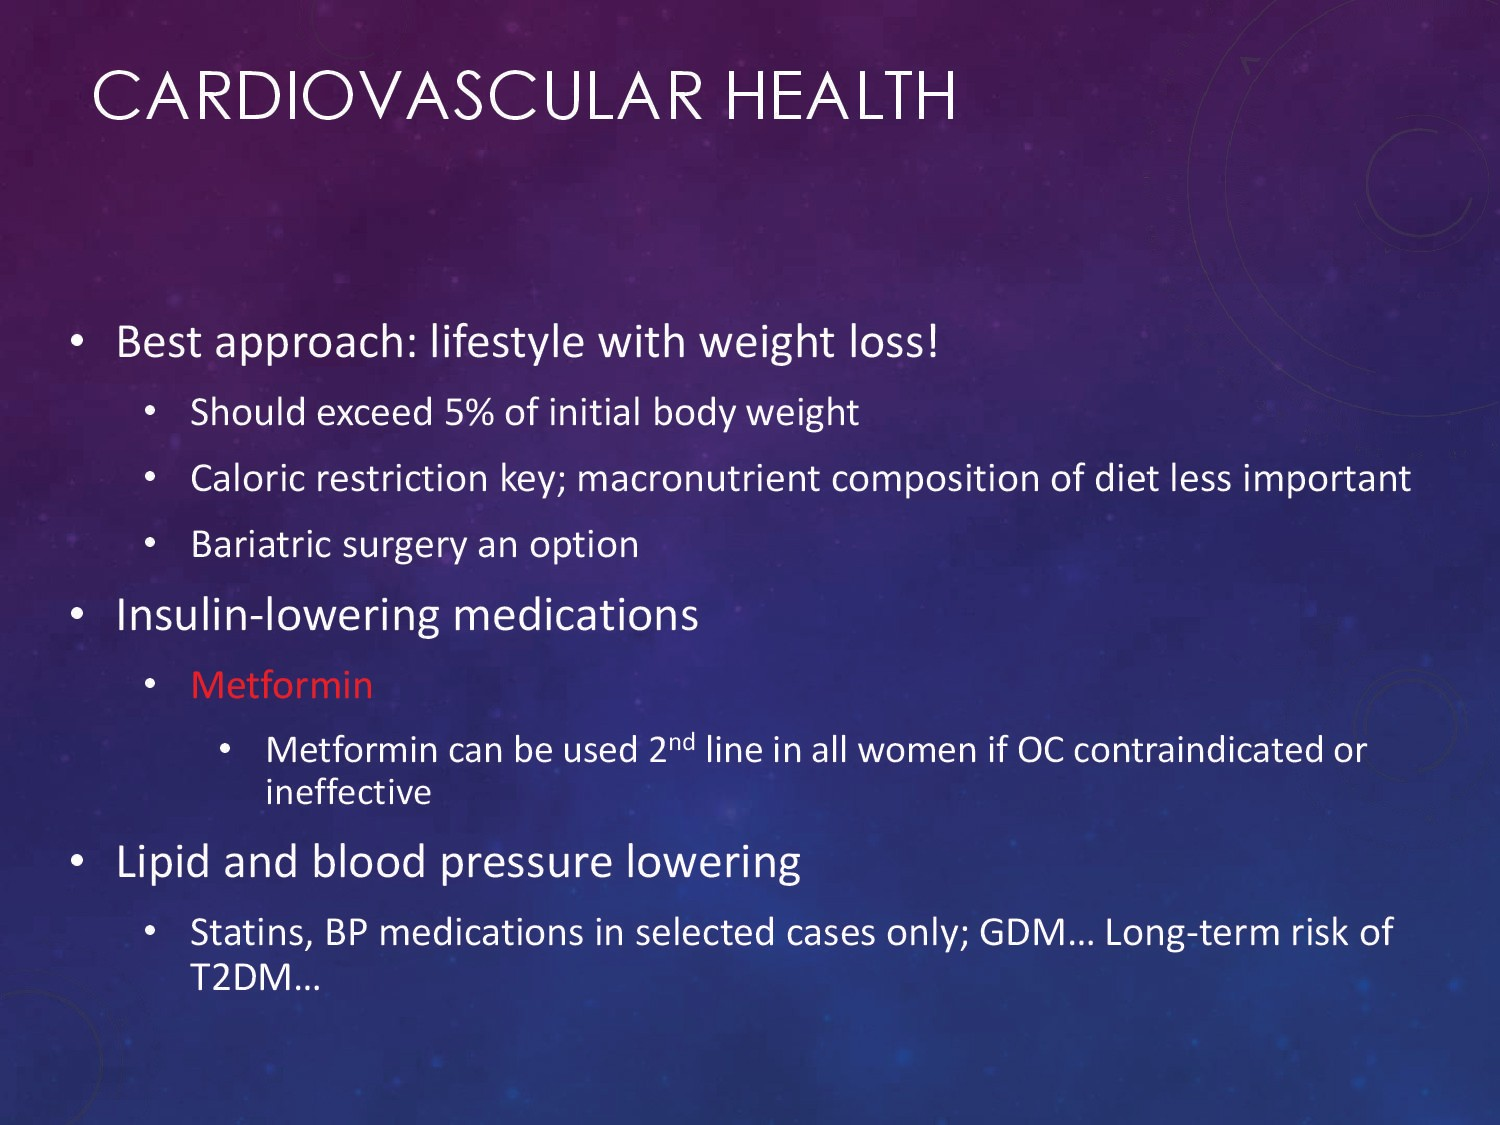 CARDIOVASCULAR HEALTH
• Best approach: lifestyle with weight loss!
• Should exceed 5% of initial body weight
• Caloric restriction key; macronutrient composition of diet less important
• Bariatric surgery an option
• Insulin-lowering medications
• Metformin
• Metformin can be used 2nd line in all women if OC contraindicated or
ineffective
• Lipid and blood pressure lowering
• Statins, BP medications in selected cases only; GDM... Long-term risk of
T2DM...